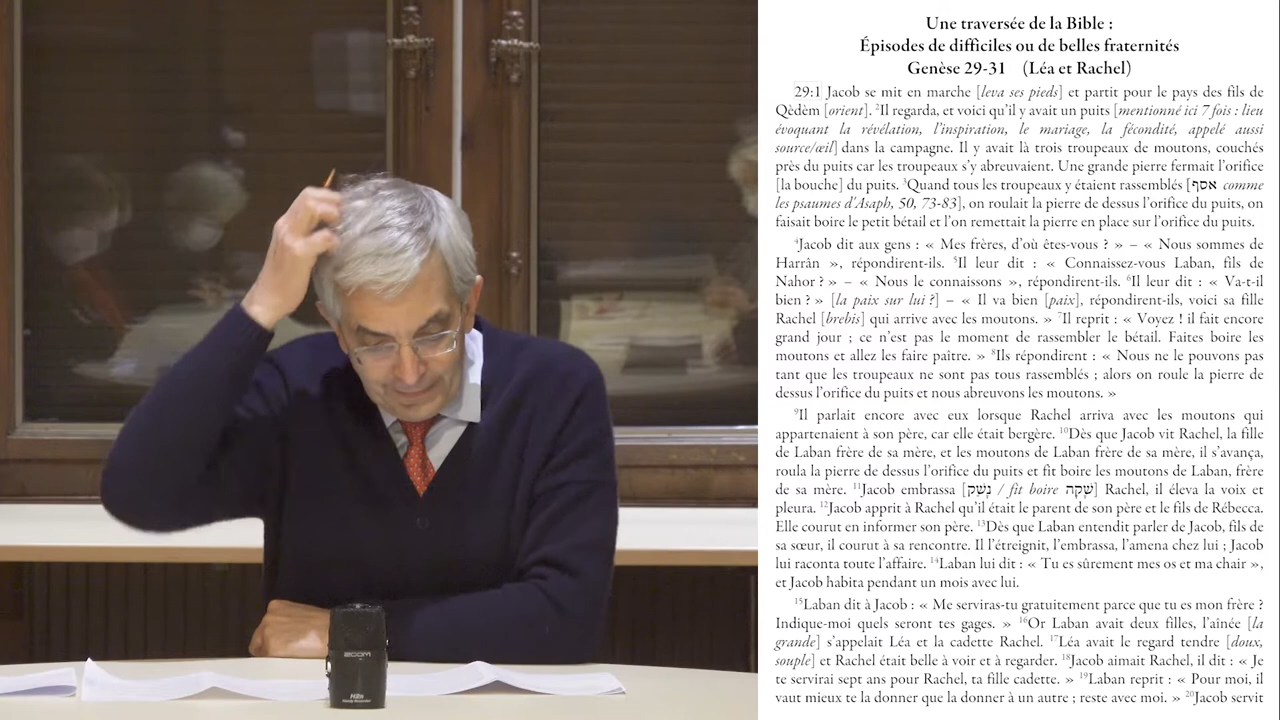 Une traversée de la Bible :
Épisodes de difficiles ou de belles fraternités
Genèse 29-31 (Léa et Rachel)
29:1 Jacob se mit en marche [leva ses pieds] et partit pour le pays des fils de
Qèdèm [orient]. ²Il regarda, et voici qu'il y avait un puits [mentionné ici 7 fois : lieu
évoquant la révélation, l'inspiration, le mariage, la fécondité, appelé aussi
source/œil] dans la campagne. Il y avait là trois troupeaux de moutons, couchés
près du puits car les troupeaux s'y abreuvaient. Une grande pierre fermait l'orifice
[la bouche] du puits. ³Quand tous les troupeaux y étaient rassemblés [אסף comme
les psaumes d'Asaph, 50, 73-83], on roulait la pierre de dessus l'orifice du puits, on
faisait boire le petit bétail et l'on remettait la pierre en place sur l'orifice du puits.
⁴Jacob dit aux gens : « Mes frères, d'où êtes-vous ? » – « Nous sommes de
Harrân », répondirent-ils. ⁵Il leur dit : « Connaissez-vous Laban, fils de
Nahor ? » – « Nous le connaissons », répondirent-ils. ⁶Il leur dit : « Va-t-il
bien ? » [la paix sur lui ?] – « Il va bien [paix], répondirent-ils, voici sa fille
Rachel [brebis] qui arrive avec les moutons. » ⁷Il reprit : « Voyez ! il fait encore
grand jour ; ce n'est pas le moment de rassembler le bétail. Faites boire les
moutons et allez les faire paître. » ⁸Ils répondirent : « Nous ne le pouvons pas
tant que les troupeaux ne sont pas tous rassemblés ; alors on roule la pierre de
dessus l'orifice du puits et nous abreuvons les moutons. »
⁹Il parlait encore avec eux lorsque Rachel arriva avec les moutons qui
appartenaient à son père, car elle était bergère. ¹⁰Dès que Jacob vit Rachel, la fille
de Laban frère de sa mère, et les moutons de Laban frère de sa mère, il s'avança,
roula la pierre de dessus l'orifice du puits et fit boire les moutons de Laban, frère
de sa mère. ¹¹Jacob embrassa [נָשַׁק / fit boire שָׁקָה] Rachel, il éleva la voix et
pleura. ¹²Jacob apprit à Rachel qu'il était le parent de son père et le fils de Rébecca.
Elle courut en informer son père. ¹³Dès que Laban entendit parler de Jacob, fils de
sa sœur, il courut à sa rencontre. Il l'étreignit, l'embrassa, l'amena chez lui ; Jacob
lui raconta toute l'affaire. ¹⁴Laban lui dit : « Tu es sûrement mes os et ma chair »,
et Jacob habita pendant un mois avec lui.
¹⁵Laban dit à Jacob : « Me serviras-tu gratuitement parce que tu es mon frère ?
Indique-moi quels seront tes gages. » ¹⁶Or Laban avait deux filles, l'aînée [la
grande] s'appelait Léa et la cadette Rachel. ¹⁷Léa avait le regard tendre [doux,
souple] et Rachel était belle à voir et à regarder. ¹⁸Jacob aimait Rachel, il dit : « Je
te servirai sept ans pour Rachel, ta fille cadette. » ¹⁹Laban reprit : « Pour moi, il
vaut mieux te la donner que la donner à un autre ; reste avec moi. » ²⁰Jacob servit
zoom
H4n
Handy Recorder